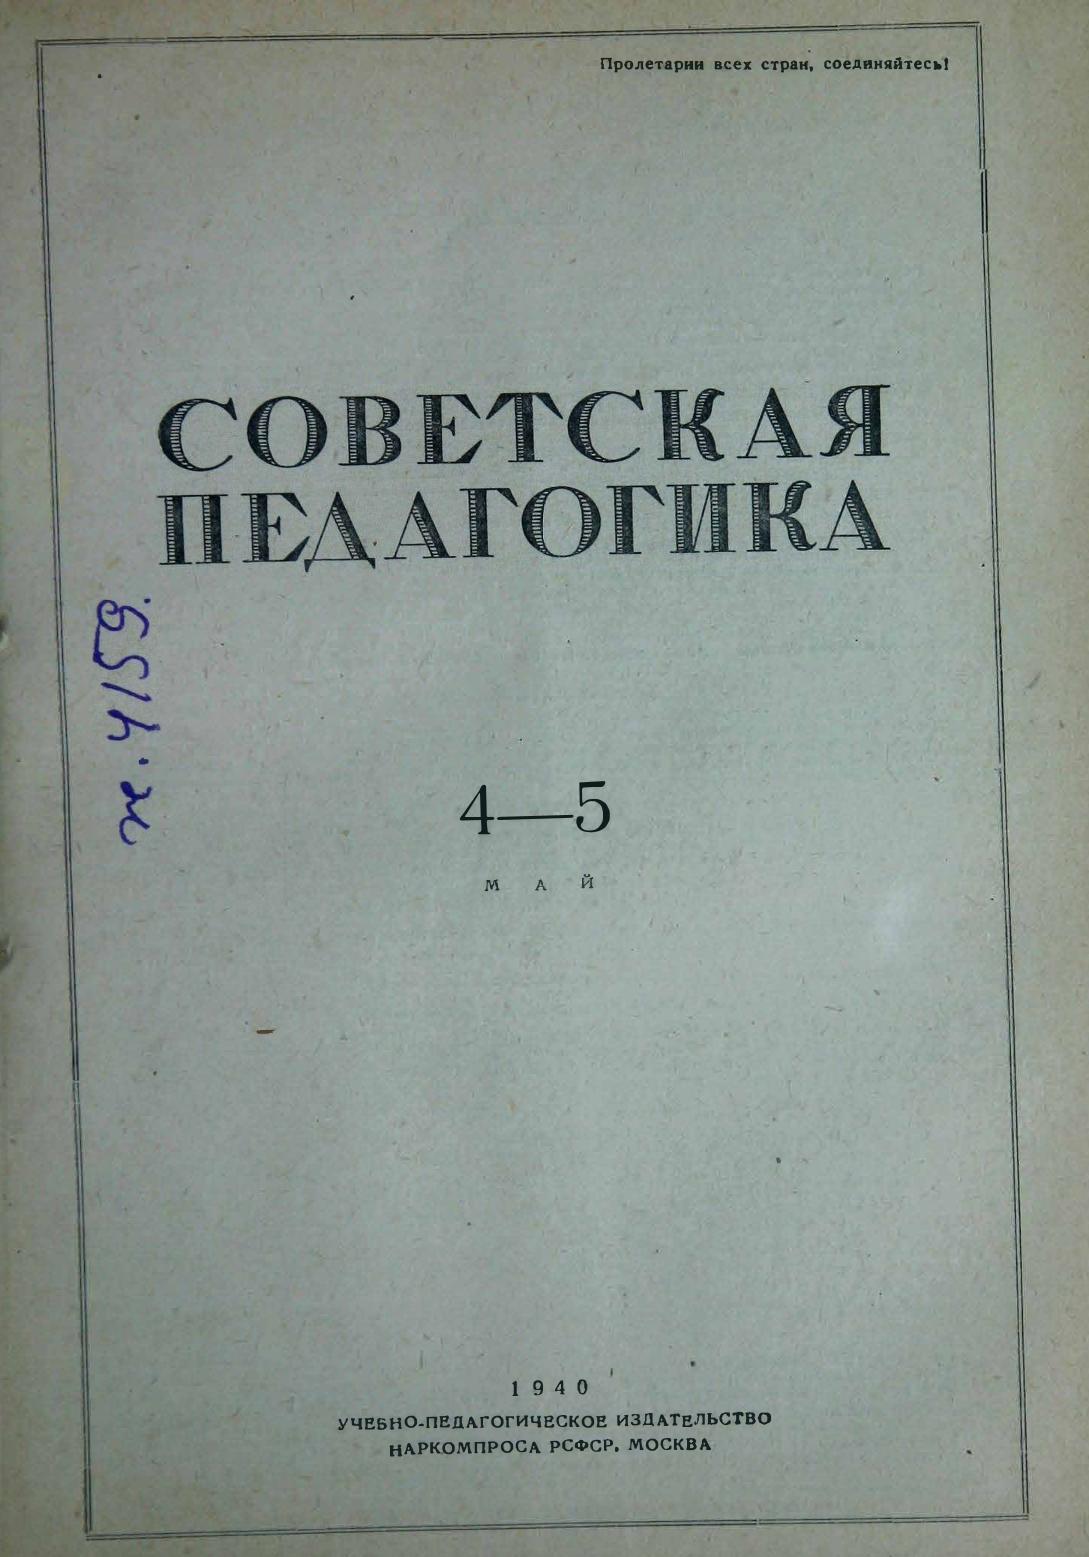 Пролетарии всех стран, соединяйтесь!
СОВЕТСКАЯ
ПЕДАГОГИКА
4—5
МАЙ
1940
УЧЕБНО-ПЕДАГОГИЧЕСКОЕ ИЗДАТЕЛЬСТВО
НАРКОМПРОСА РСФСР, МОСКВА